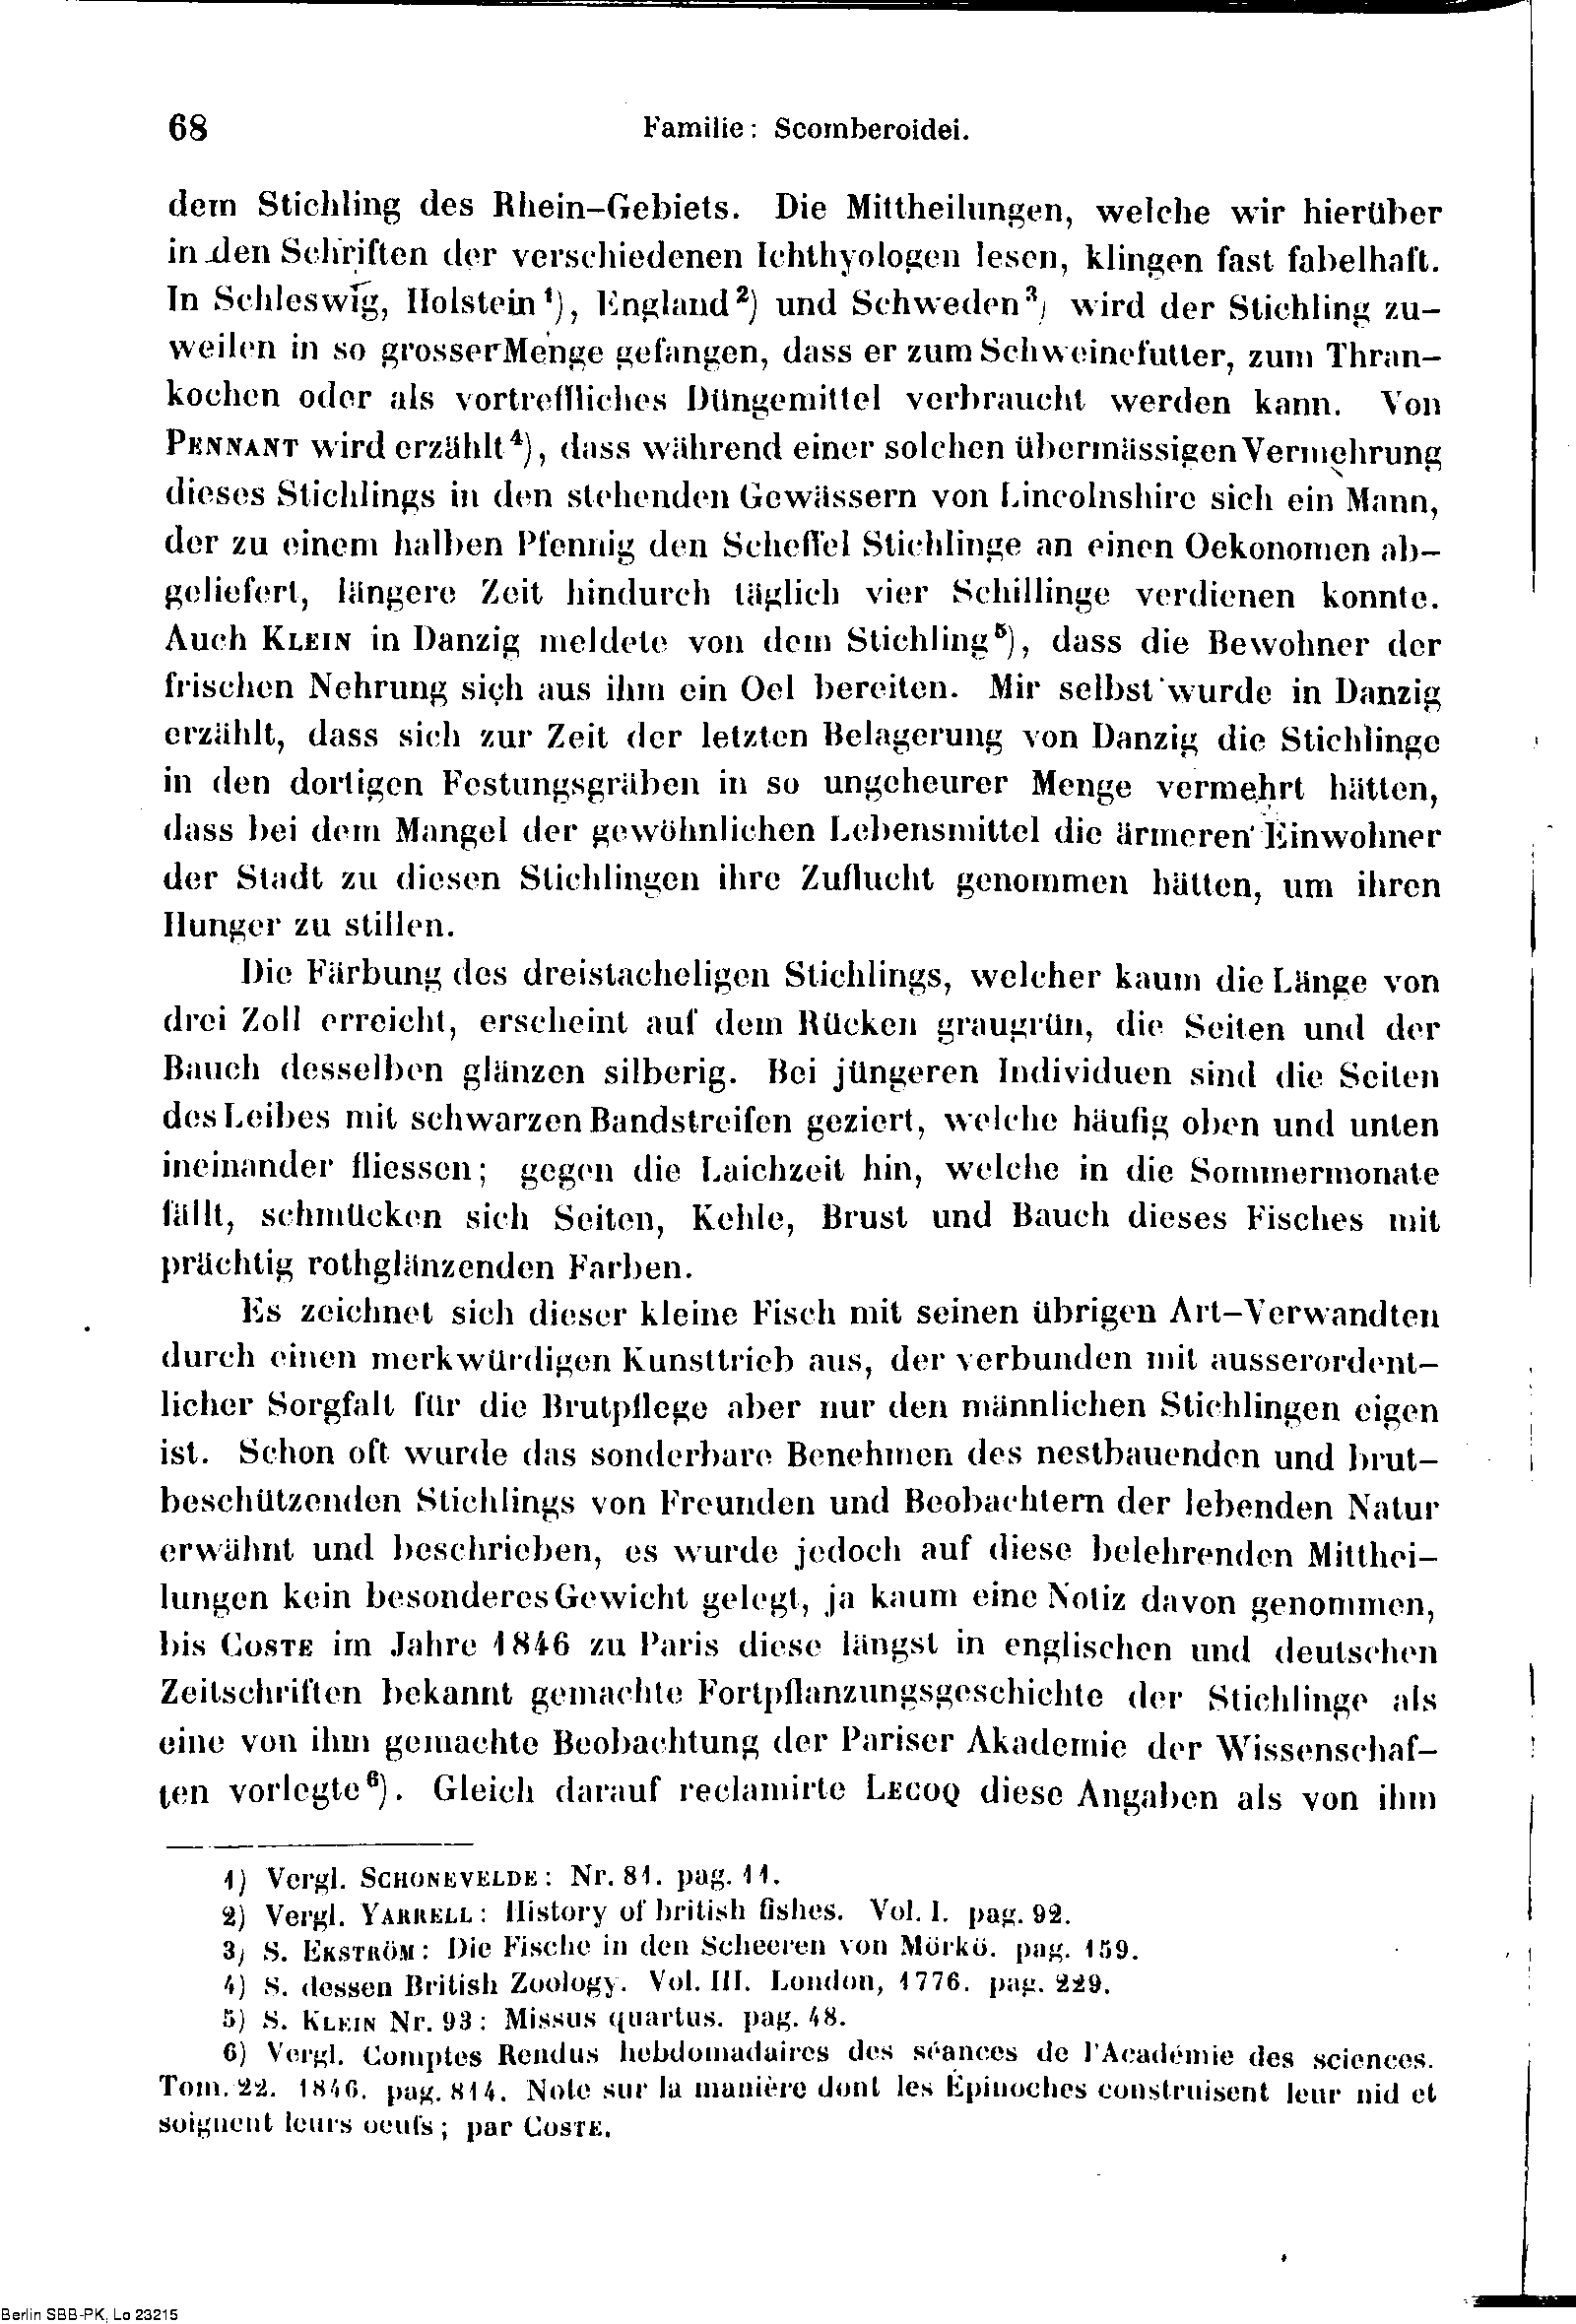 68 Familie: Scomberoidei.
dem Stichling des Rhein-Gebiets. Die Mittheilungen, welche wir hierüber
in den Schriften der verschiedenen Ichthyologen lesen, klingen fast fabelhaft.
In Schleswig, Holstein¹), England²) und Schweden³) wird der Stichling zu-
weilen in so grosser Menge gefangen, dass er zum Schweinefutter, zum Thran-
kochen oder als vortreffliches Düngemittel verbraucht werden kann. Von
PENNANT wird erzählt⁴), dass während einer solchen übermässigen Vermehrung
dieses Stichlings in den stehenden Gewässern von Lincolnshire sich ein Mann,
der zu einem halben Pfennig den Scheffel Stichlinge an einen Oekonomen ab-
geliefert, längere Zeit hindurch täglich vier Schillinge verdienen konnte.
Auch KLEIN in Danzig meldete von dem Stichling⁵), dass die Bewohner der
frischen Nehrung sich aus ihm ein Oel bereiten. Mir selbst wurde in Danzig
erzählt, dass sich zur Zeit der letzten Belagerung von Danzig die Stichlinge
in den dortigen Festungsgräben in so ungeheurer Menge vermehrt hätten,
dass bei dem Mangel der gewöhnlichen Lebensmittel die ärmeren Einwohner
der Stadt zu diesen Stichlingen ihre Zuflucht genommen hätten, um ihren
Hunger zu stillen.
Die Färbung des dreistacheligen Stichlings, welcher kaum die Länge von
drei Zoll erreicht, erscheint auf dem Rücken graugrün, die Seiten und der
Bauch desselben glänzen silberig. Bei jüngeren Individuen sind die Seiten
des Leibes mit schwarzen Bandstreifen geziert, welche häufig oben und unten
ineinander fliessen; gegen die Laichzeit hin, welche in die Sommermonate
fällt, schmücken sich Seiten, Kehle, Brust und Bauch dieses Fisches mit
prächtig rothglänzenden Farben.
Es zeichnet sich dieser kleine Fisch mit seinen übrigen Art-Verwandten
durch einen merkwürdigen Kunsttrieb aus, der verbunden mit ausserordent-
licher Sorgfalt für die Brutpflege aber nur den männlichen Stichlingen eigen
ist. Schon oft wurde das sonderbare Benehmen des nestbauenden und brut-
beschützenden Stichlings von Freunden und Beobachtern der lebenden Natur
erwähnt und beschrieben, es wurde jedoch auf diese belehrenden Mitthei-
lungen kein besonderes Gewicht gelegt, ja kaum eine Notiz davon genommen,
bis COSTE im Jahre 1846 zu Paris diese längst in englischen und deutschen
Zeitschriften bekannt gemachte Fortpflanzungsgeschichte der Stichlinge als
eine von ihm gemachte Beobachtung der Pariser Akademie der Wissenschaf-
ten vorlegte⁶). Gleich darauf reclamirte LECOQ diese Angaben als von ihm
1) Vergl. SCHONEVELDE: Nr. 81. pag. 11.
2) Vergl. YARRELL: History of british fishes. Vol. I. pag. 92.
3) S. EKSTRÖM: Die Fische in den Scheeren von Mörkö. pag. 159.
4) S. dessen British Zoology. Vol. III. London, 1776. pag. 229.
5) S. KLEIN Nr. 93: Missus quartus. pag. 48.
6) Vergl. Comptes Rendus hebdomadaires des séances de l'Académie des sciences.
Tom. 22. 1846. pag. 814. Note sur la manière dont les Épinoches construisent leur nid et
soignent leurs oeufs; par COSTE.
Berlin SBB-PK, Lo 23215